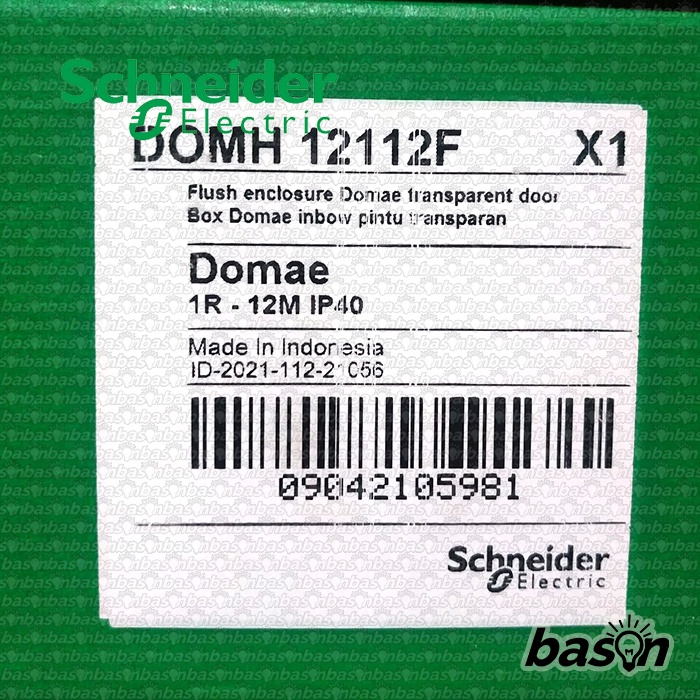 Schneider
Electric
DOMH 12112F X1
Flush enclosure Domae transparent door
Box Domae inbow pintu transparan
Domae
1R - 12M IP40
Made In Indonesia
ID-2021-112-21056
09042105981
Schneider
Electric
bason